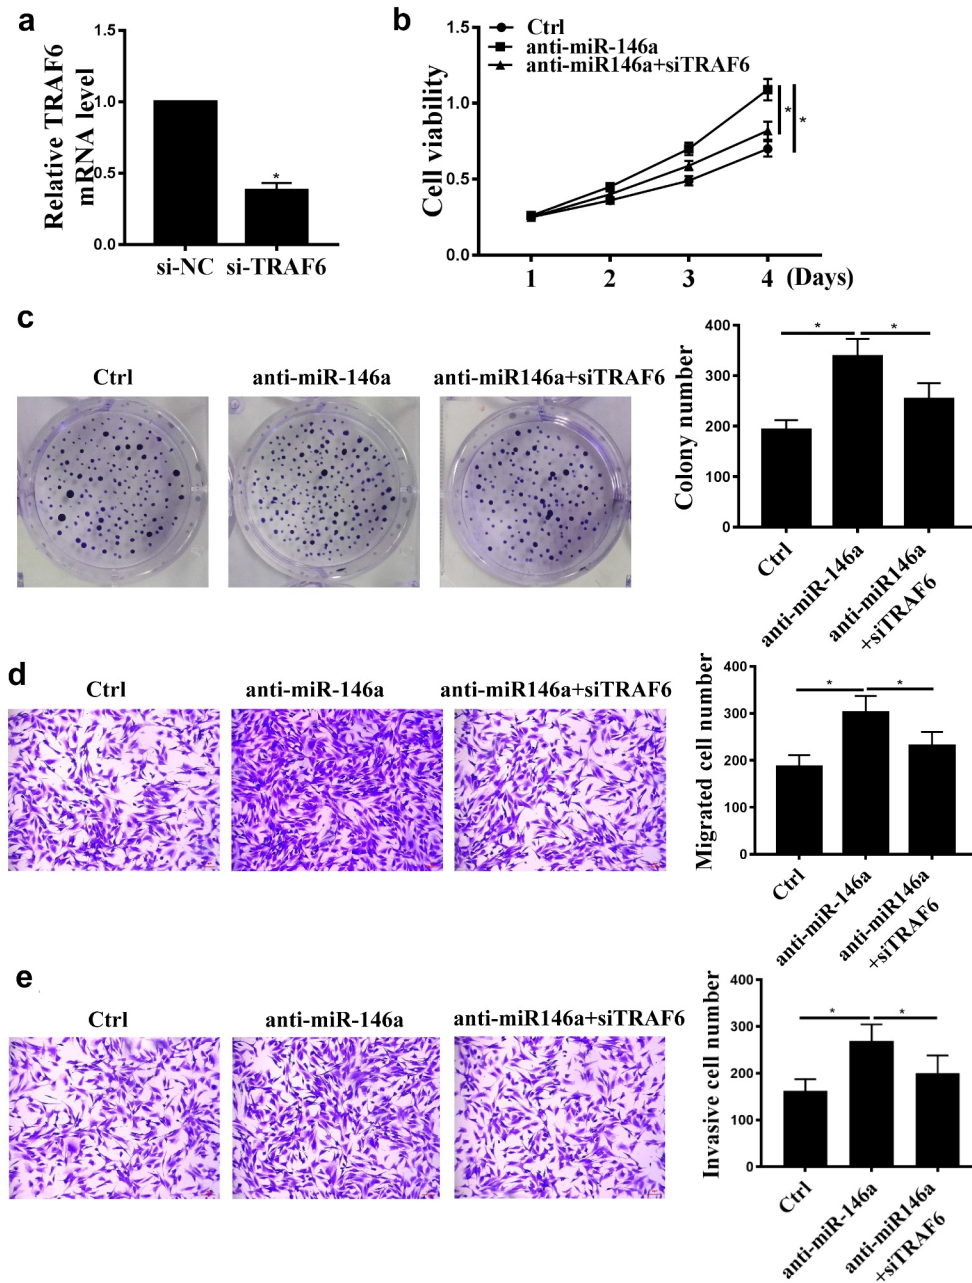 a
Relative TRAF6
mRNA level
1.5
1.0
0.5
0.0
*
si-NC si-TRAF6
b
Ctrl
anti-miR-146a
anti-miR146a+siTRAF6
Cell viability
1.5
1.0
0.5
0.0
*
*
1 2 3 4 (Days)
c
Ctrl anti-miR-146a anti-miR146a+siTRAF6
Colony number
400
300
200
100
0
* *
Ctrl
anti-miR-146a
anti-miR146a
+siTRAF6
d
Ctrl anti-miR-146a anti-miR146a+siTRAF6
Migrated cell number
400
300
200
100
0
* *
Ctrl
anti-miR-146a
anti-miR146a
+siTRAF6
e
Ctrl anti-miR-146a anti-miR146a+siTRAF6
Invasive cell number
400
300
200
100
0
* *
Ctrl
anti-miR-146a
anti-miR146a
+siTRAF6